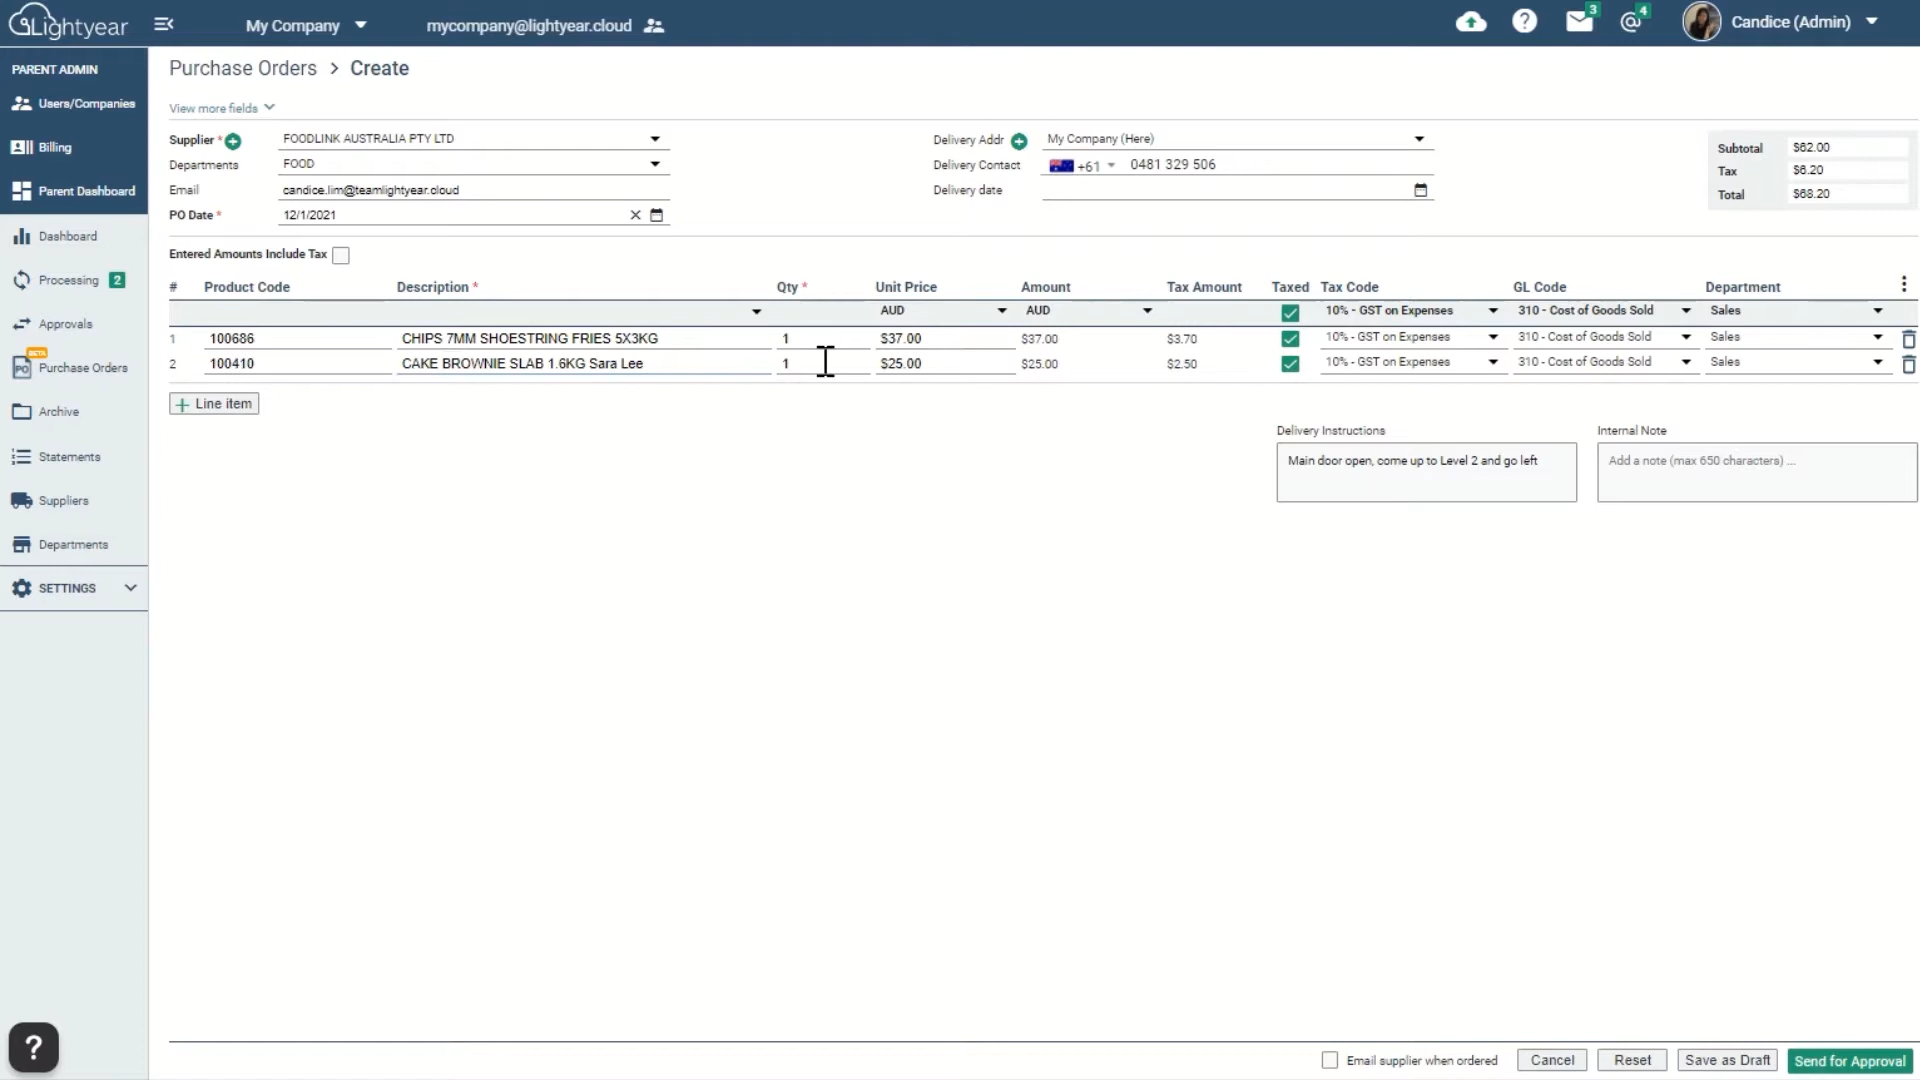 Lightyear
My Company
mycompany@lightyear.cloud
3
4
Candice (Admin)
PARENT ADMIN
Users/Companies
Billing
Parent Dashboard
Dashboard
Processing 2
Approvals
BETA
PO Purchase Orders
Archive
Statements
Suppliers
Departments
SETTINGS
?
Purchase Orders > Create
View more fields
Supplier * FOODLINK AUSTRALIA PTY LTD
Departments FOOD
Email candice.lim@teamlightyear.cloud
PO Date * 12/1/2021
Delivery Addr My Company (Here)
Delivery Contact +61 0481 329 506
Delivery date
Subtotal $62.00
Tax $6.20
Total $68.20
Entered Amounts Include Tax
# Product Code Description * Qty * Unit Price Amount Tax Amount Taxed Tax Code GL Code Department
AUD AUD 10% - GST on Expenses 310 - Cost of Goods Sold Sales
1 100686 CHIPS 7MM SHOESTRING FRIES 5X3KG 1 $37.00 $37.00 $3.70 10% - GST on Expenses 310 - Cost of Goods Sold Sales
2 100410 CAKE BROWNIE SLAB 1.6KG Sara Lee 1 $25.00 $25.00 $2.50 10% - GST on Expenses 310 - Cost of Goods Sold Sales
+ Line item
Delivery Instructions
Main door open, come up to Level 2 and go left
Internal Note
Add a note (max 650 characters) ...
Email supplier when ordered
Cancel
Reset
Save as Draft
Send for Approval